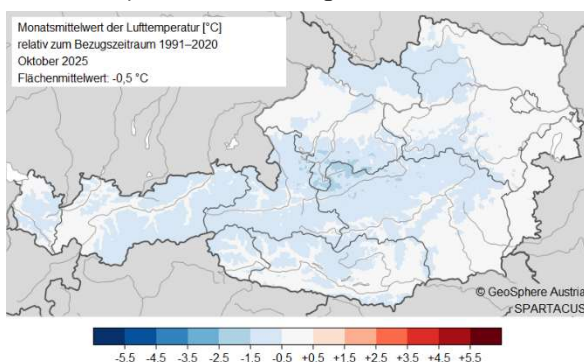 Monatsmittelwert der Lufttemperatur [°C]
relativ zum Bezugszeitraum 1991–2020
Oktober 2025
Flächenmittelwert: -0,5 °C
© GeoSphere Austria
SPARTACUS
-5.5 -4.5 -3.5 -2.5 -1.5 -0.5 +0.5 +1.5 +2.5 +3.5 +4.5 +5.5